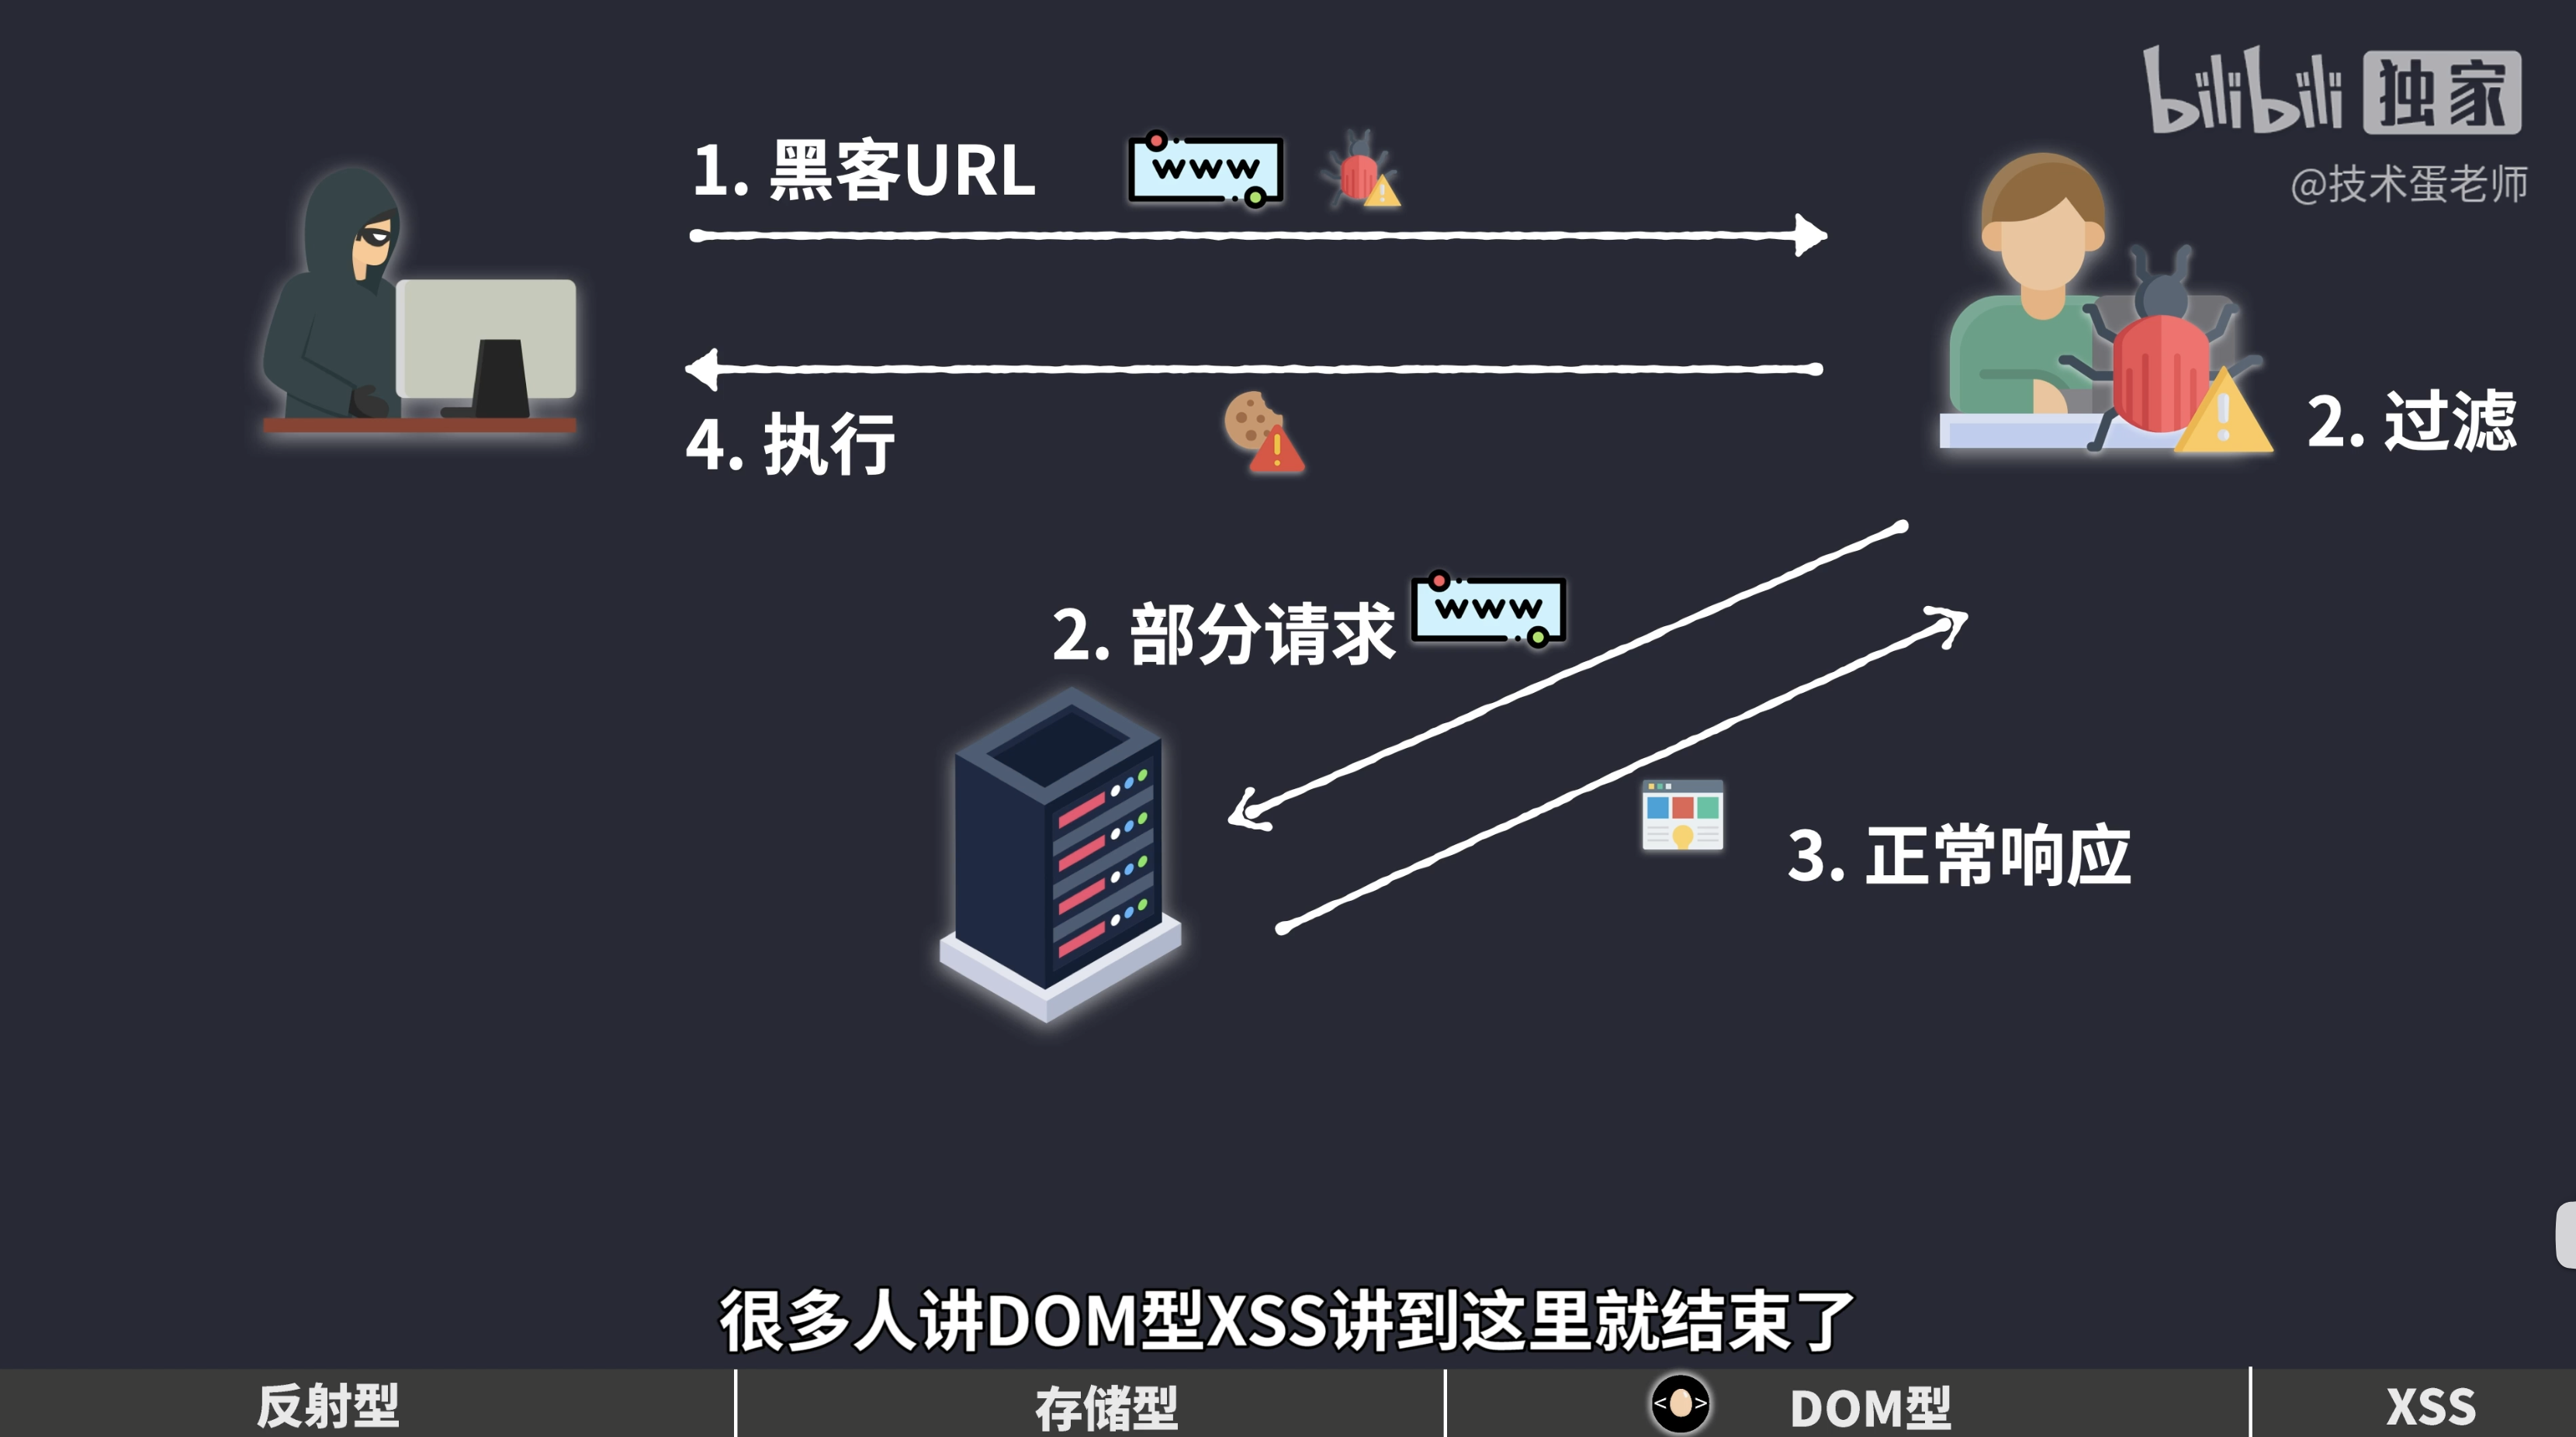 bilibili 独家
@技术蛋老师
1. 黑客URL
www
4. 执行
2. 过滤
2. 部分请求
www
3. 正常响应
很多人讲DOM型XSS讲到这里就结束了
反射型
存储型
< >
DOM型
XSS